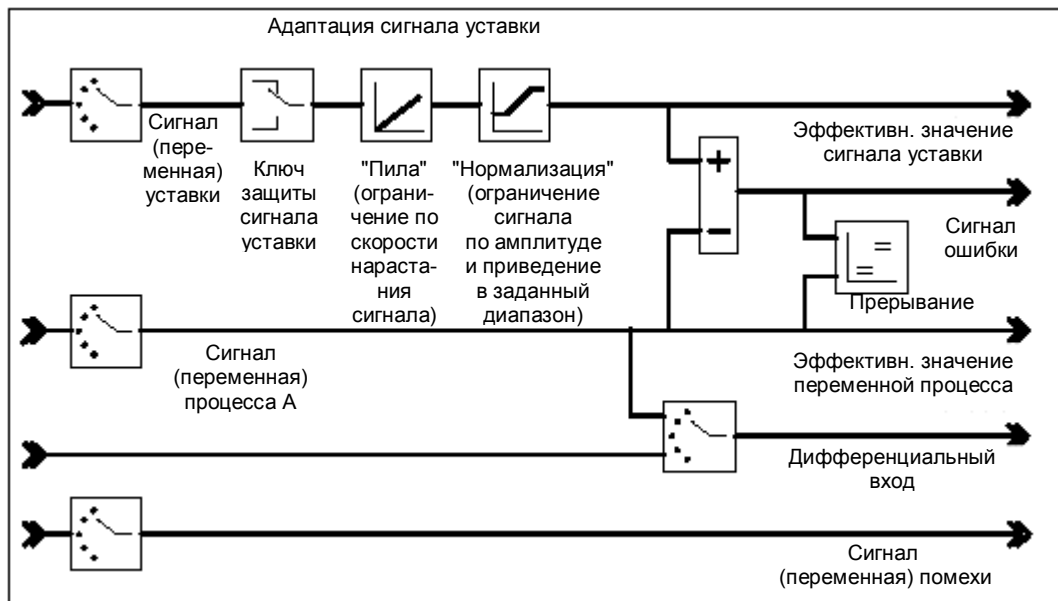 Адаптация сигнала уставки
Сигнал
(пере-
менная)
уставки
Ключ
защиты
сигнала
уставки
"Пила"
(ограни-
чение по
скорости
нараста-
ния
сигнала)
"Нормализация"
(ограничение
сигнала
по амплитуде
и приведение
в заданный
диапазон)
Эффективн. значение
сигнала уставки
Сигнал
ошибки
Прерывание
Сигнал
(переменная)
процесса А
Эффективн. значение
переменной процесса
Дифференциальный
вход
Сигнал
(переменная) помехи